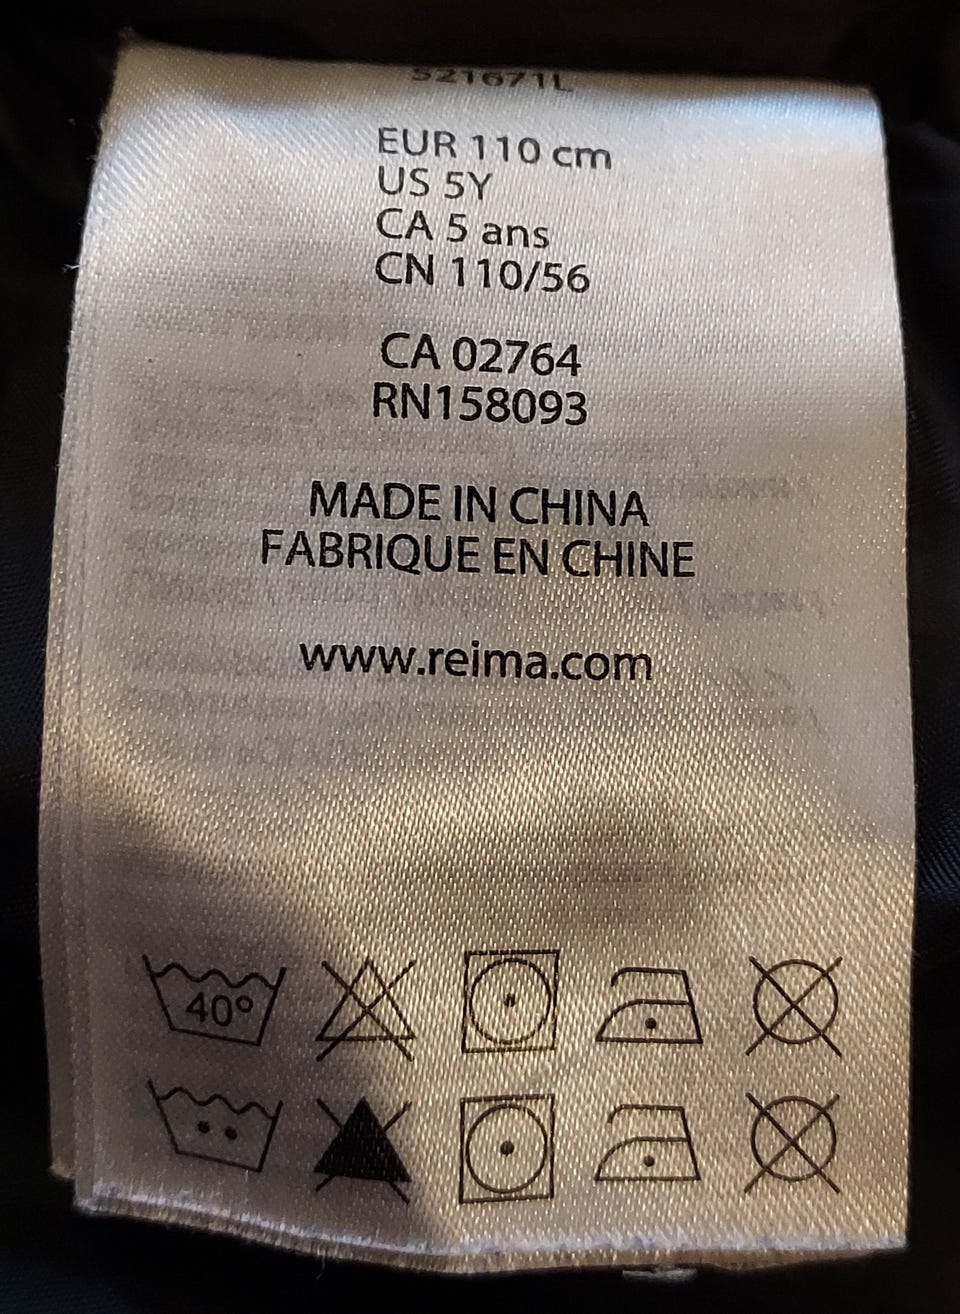 521671L
EUR 110 cm
US 5Y
CA 5 ans
CN 110/56
CA 02764
RN158093
MADE IN CHINA
FABRIQUE EN CHINE
www.reima.com
40°